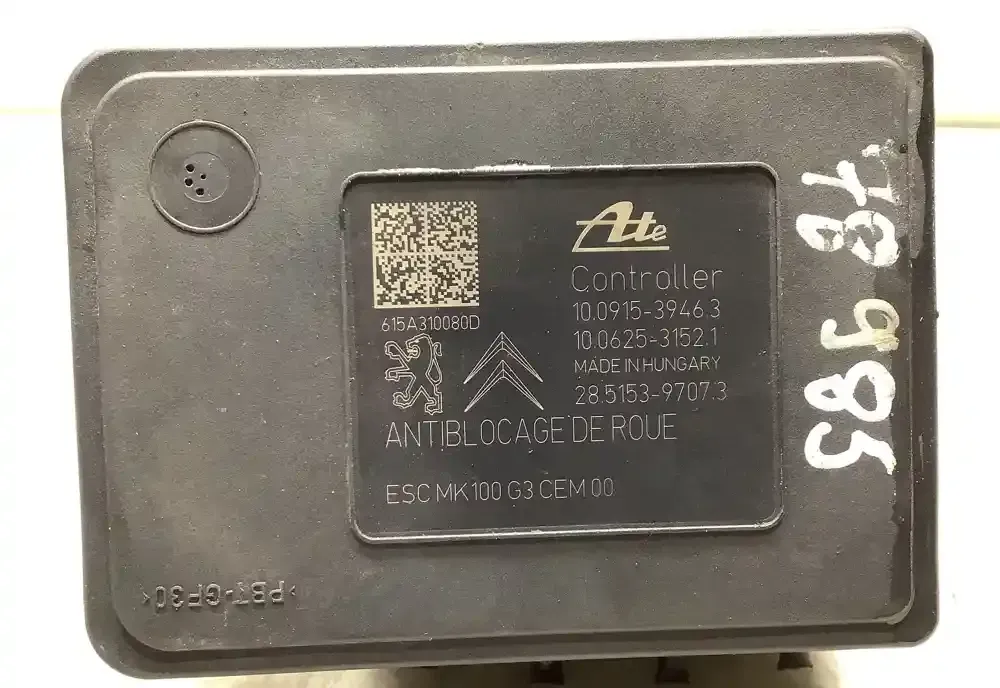 Ate
Controller
10.0915-3946.3
10.0625-3152.1
MADE IN HUNGARY
28.5153-9707.3
615A310080D
ANTIBLOCAGE DE ROUE
ESC MK100 G3 CEM 00
>PBT-GF30<